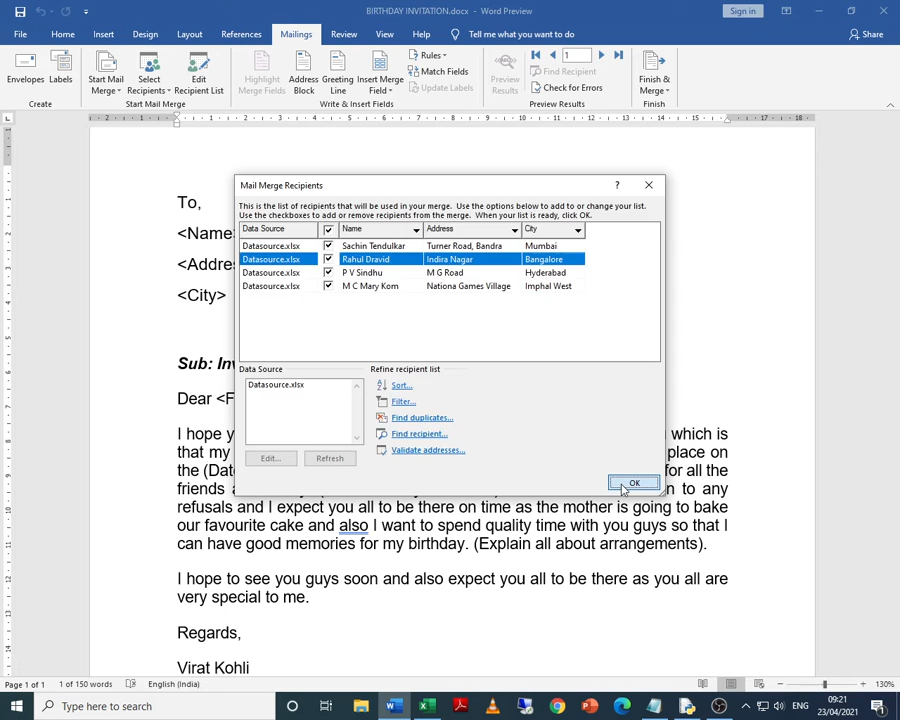 BIRTHDAY INVITATION.docx - Word Preview
Sign in
File Home Insert Design Layout References Mailings Review View Help Tell me what you want to do Share
Envelopes Labels Start Mail Merge Select Recipients Edit Recipient List Highlight Merge Fields Address Block Greeting Line Insert Merge Field Rules Match Fields Update Labels Preview Results 1 Find Recipient Check for Errors Finish & Merge
Create Start Mail Merge Write & Insert Fields Preview Results Finish
To,
<Name
<Addres
<City>
Sub: Inv
Dear <F
Mail Merge Recipients ?
This is the list of recipients that will be used in your merge. Use the options below to add to or change your list.
Use the checkboxes to add or remove recipients from the merge. When your list is ready, click OK.
Data Source Name Address City
Datasource.xlsx Sachin Tendulkar Turner Road, Bandra Mumbai
Datasource.xlsx Rahul Dravid Indira Nagar Bangalore
Datasource.xlsx P V Sindhu M G Road Hyderabad
Datasource.xlsx M C Mary Kom Nationa Games Village Imphal West
Data Source
Datasource.xlsx
Edit... Refresh
Refine recipient list
Sort...
Filter...
Find duplicates...
Find recipient...
Validate addresses...
OK
I hope y which is
that my place on
the (Dat for all the
friends to any
refusals and I expect you all to be there on time as the mother is going to bake
our favourite cake and also I want to spend quality time with you guys so that I
can have good memories for my birthday. (Explain all about arrangements).
I hope to see you guys soon and also expect you all to be there as you all are
very special to me.
Regards,
Virat Kohli
Page 1 of 1 1 of 150 words English (India) 130%
Type here to search
ENG 09:21
23/04/2021